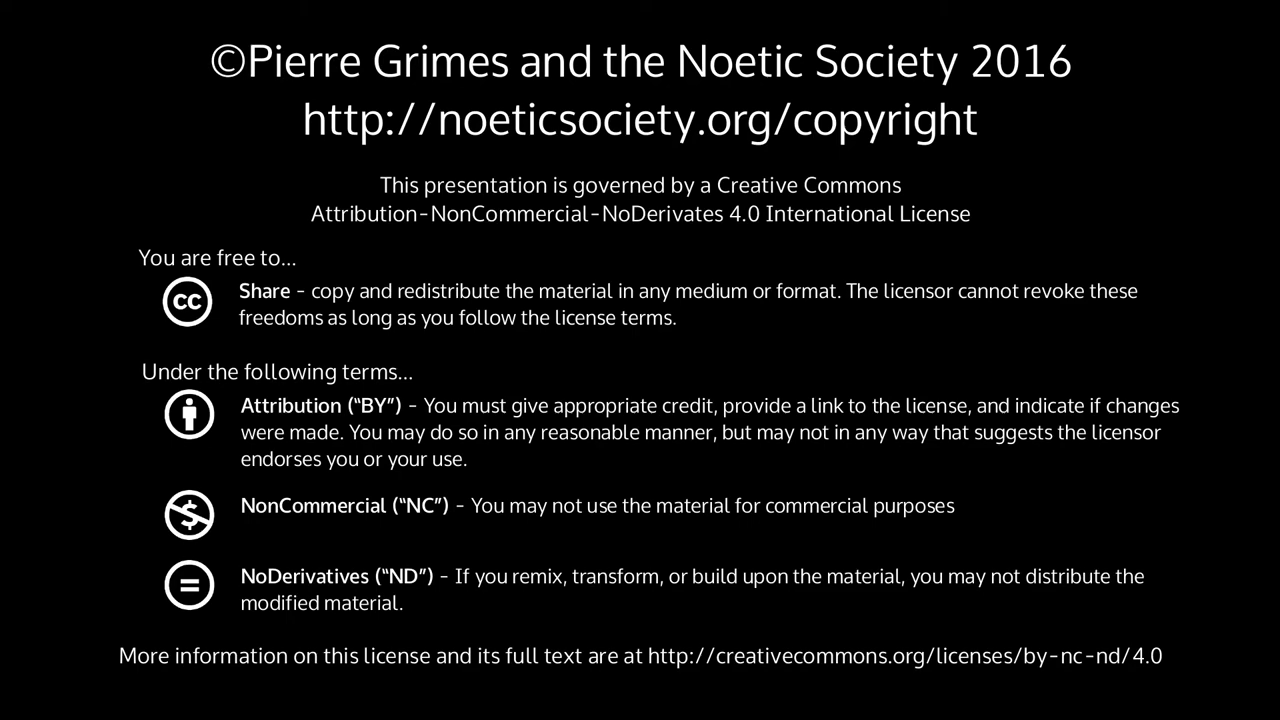 ©Pierre Grimes and the Noetic Society 2016
http://noeticsociety.org/copyright
This presentation is governed by a Creative Commons
Attribution-NonCommercial-NoDerivates 4.0 International License
You are free to...
cc
Share - copy and redistribute the material in any medium or format. The licensor cannot revoke these
freedoms as long as you follow the license terms.
Under the following terms...
Attribution (“BY”) - You must give appropriate credit, provide a link to the license, and indicate if changes
were made. You may do so in any reasonable manner, but may not in any way that suggests the licensor
endorses you or your use.
$
NonCommercial (“NC”) - You may not use the material for commercial purposes
=
NoDerivatives (“ND”) - If you remix, transform, or build upon the material, you may not distribute the
modified material.
More information on this license and its full text are at http://creativecommons.org/licenses/by-nc-nd/4.0